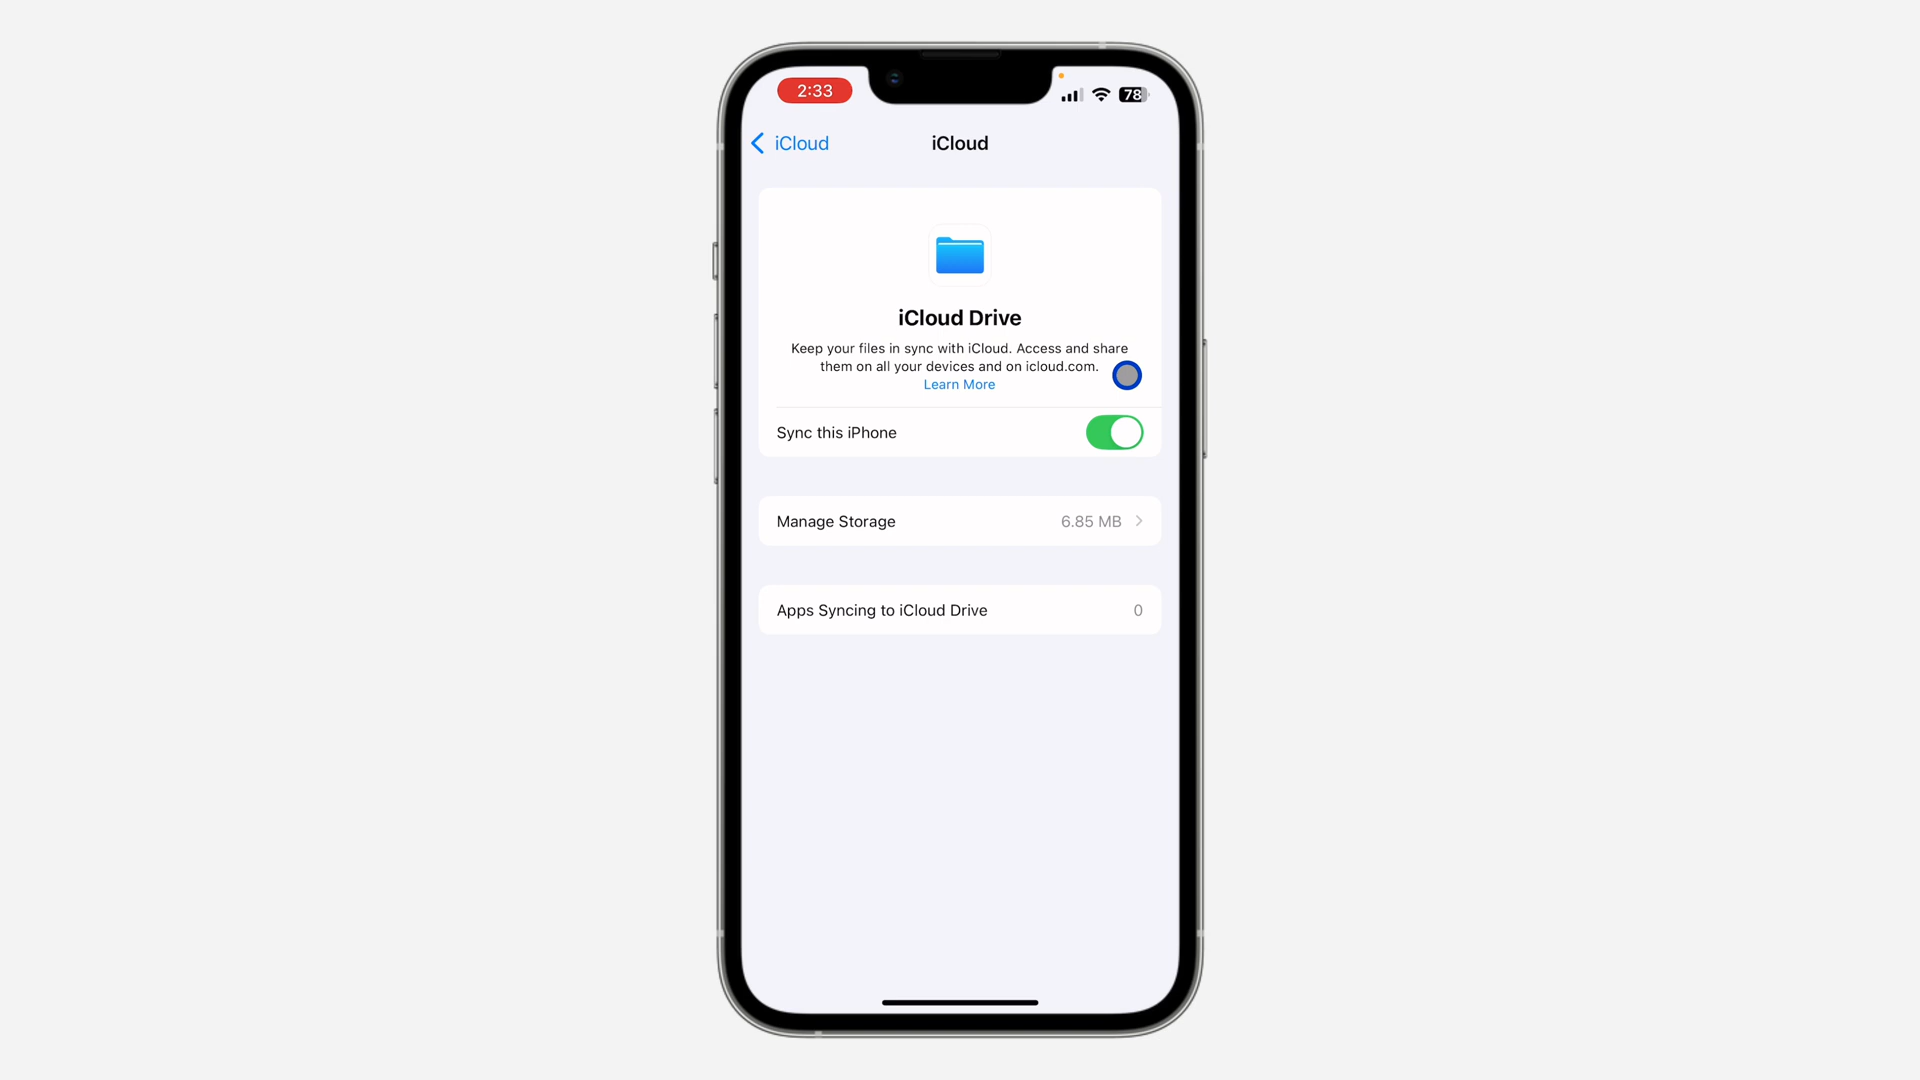 2:33
78
iCloud
iCloud
iCloud Drive
Keep your files in sync with iCloud. Access and share
them on all your devices and on icloud.com.
Learn More
Sync this iPhone
Manage Storage 6.85 MB
Apps Syncing to iCloud Drive 0